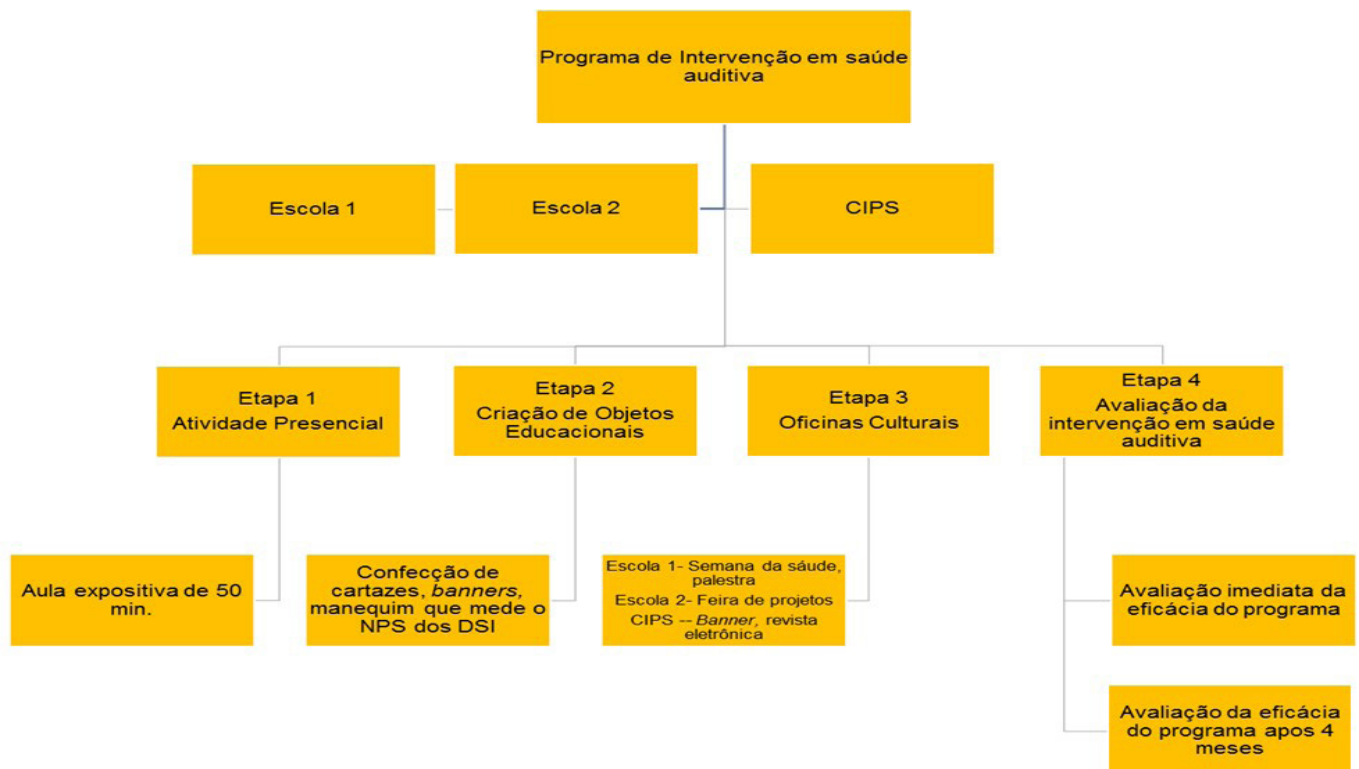 Programa de Intervenção em saúde
auditiva
Escola 1
Escola 2
CIPS
Etapa 1
Atividade Presencial
Etapa 2
Criação de Objetos
Educacionais
Etapa 3
Oficinas Culturais
Etapa 4
Avaliação da
intervenção em saúde
auditiva
Aula expositiva de 50
min.
Confecção de
cartazes, banners,
manequim que mede o
NPS dos DSI
Escola 1- Semana da sáude,
palestra
Escola 2- Feira de projetos
CIPS -- Banner, revista
eletrônica
Avaliação imediata da
eficácia do programa
Avaliação da eficácia
do programa apos 4
meses